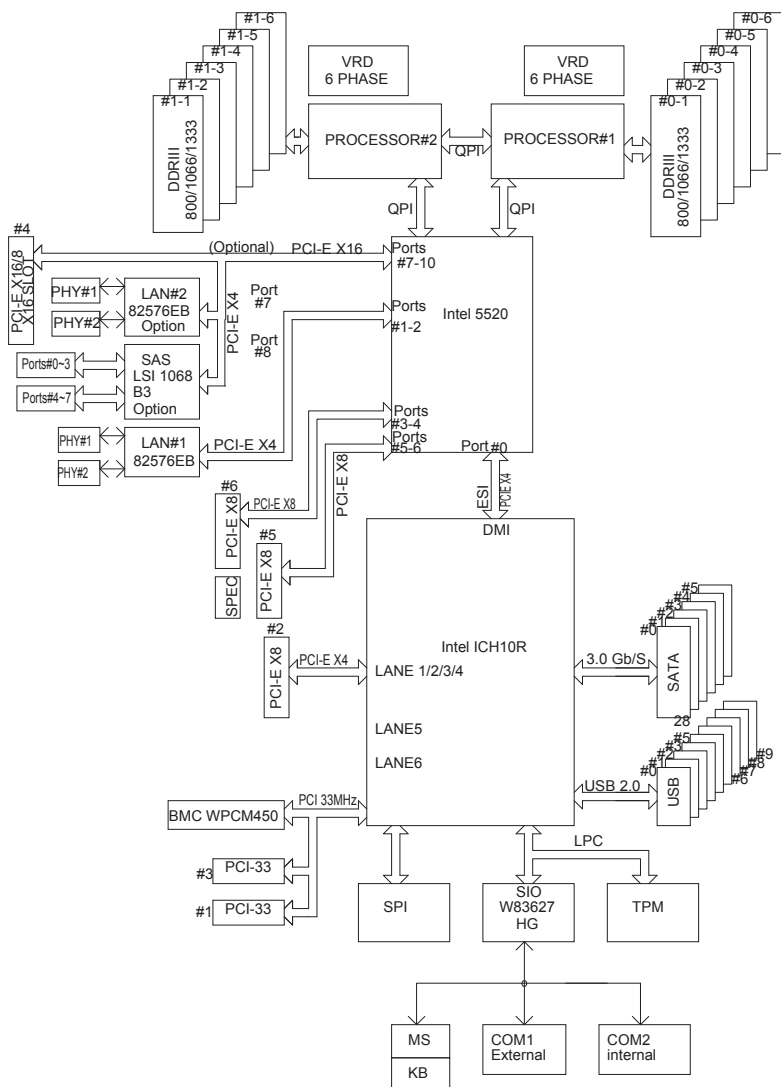 #1-6
#1-5
#1-4
#1-3
#1-2
#1-1
DDRIII
800/1066/1333
VRD
6 PHASE
VRD
6 PHASE
#0-6
#0-5
#0-4
#0-3
#0-2
#0-1
DDRIII
800/1066/1333
PROCESSOR#2
QPI
PROCESSOR#1
QPI
QPI
#4
PCI-E X16/8
X16 SLOT
(Optional)
PCI-E X16
Ports
#7-10
PHY#1
PHY#2
LAN#2
82576EB
Option
PCI-E X4
Port
#7
Ports
#1-2
Intel 5520
Port
#8
Ports#0~3
Ports#4~7
SAS
LSI 1068
B3
Option
PHY#1
PHY#2
LAN#1
82576EB
PCI-E X4
Ports
#3-4
Ports
#5-6
Port #0
PCI-E X8
ESI
PCIE X4
#6
PCI-E X8
PCI-E X8
#5
PCI-E X8
SPEC
DMI
Intel ICH10R
#2
PCI-E X8
PCI-E X4
LANE 1/2/3/4
LANE5
LANE6
3.0 Gb/S
#5
#4
#3
#2
#1
#0
SATA
28
USB 2.0
#5
#3
#2
#1
#0
USB
#9
#8
#7
#6
BMC WPCM450
PCI 33MHz
#3
PCI-33
#1
PCI-33
LPC
SPI
SIO
W83627
HG
TPM
MS
KB
COM1
External
COM2
internal